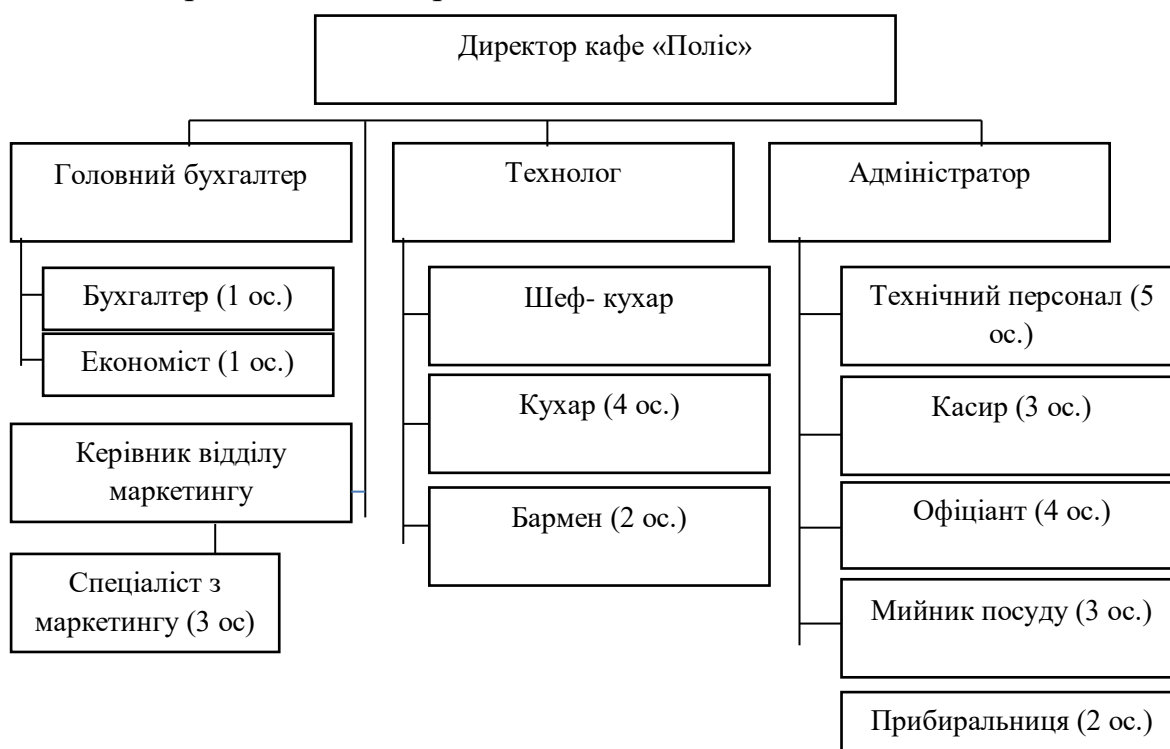 Директор кафе «Поліс»
Головний бухгалтер
Технолог
Адміністратор
Бухгалтер (1 ос.)
Економіст (1 ос.)
Керівник відділу
маркетингу
Спеціаліст з
маркетингу (3 ос)
Шеф- кухар
Кухар (4 ос.)
Бармен (2 ос.)
Технічний персонал (5
ос.)
Касир (3 ос.)
Офіціант (4 ос.)
Мийник посуду (3 ос.)
Прибиральниця (2 ос.)